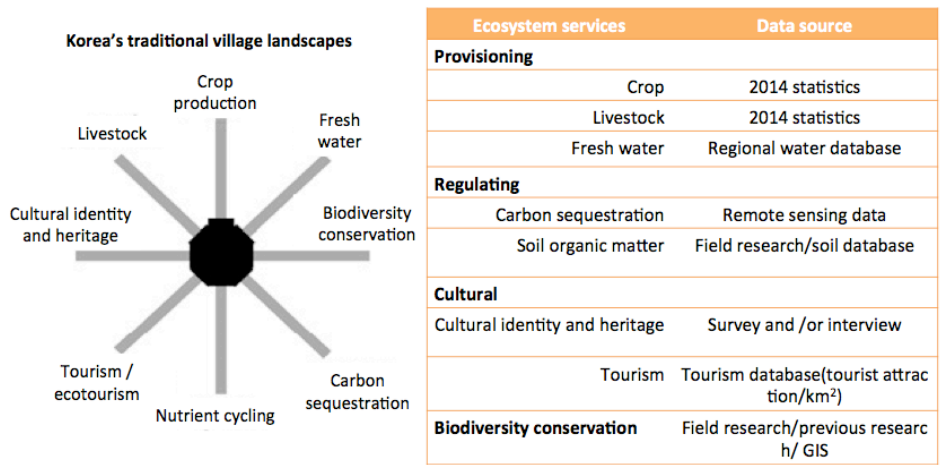 Korea's traditional village landscapes
Crop
production
Livestock
Fresh
water
Cultural identity
and heritage
Biodiversity
conservation
Tourism /
ecotourism
Carbon
sequestration
Nutrient cycling
Ecosystem services Data source
Provisioning
Crop 2014 statistics
Livestock 2014 statistics
Fresh water Regional water database
Regulating
Carbon sequestration Remote sensing data
Soil organic matter Field research/soil database
Cultural
Cultural identity and heritage Survey and /or interview
Tourism Tourism database(tourist attrac
tion/km²)
Biodiversity conservation Field research/previous researc
h/ GIS